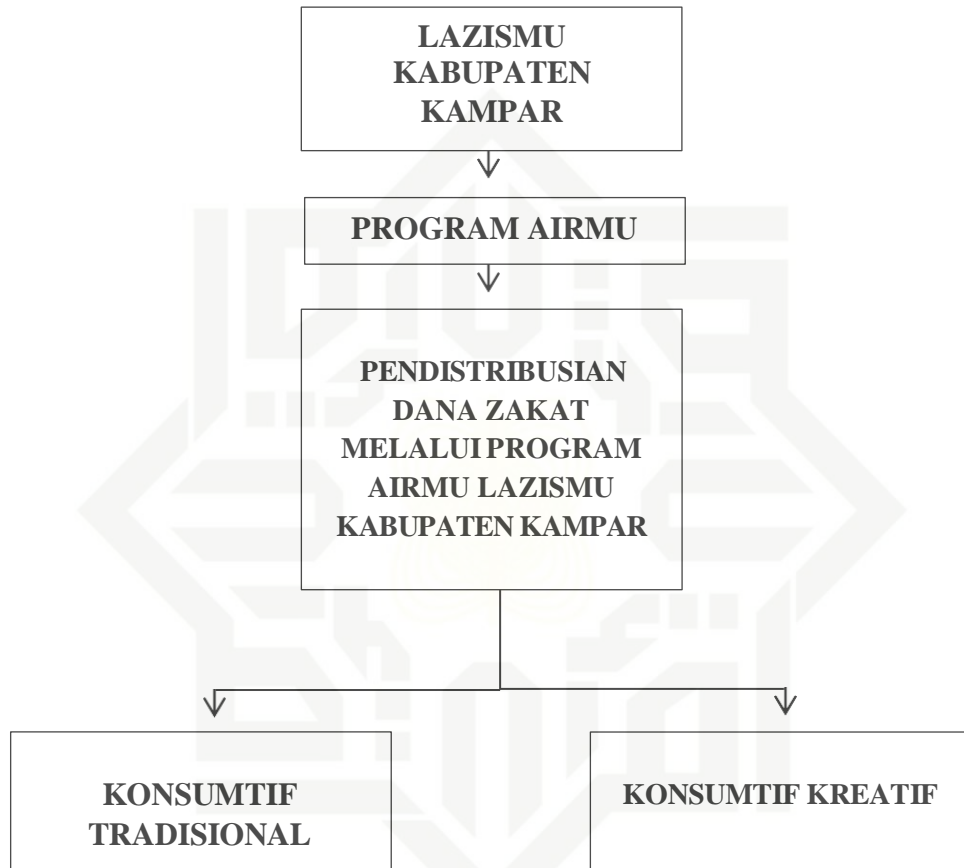 LAZISMU
KABUPATEN
KAMPAR
PROGRAM AIRMU
PENDISTRIBUSIAN
DANA ZAKAT
MELALUI PROGRAM
AIRMU LAZISMU
KABUPATEN KAMPAR
KONSUMTIF
TRADISIONAL
KONSUMTIF KREATIF